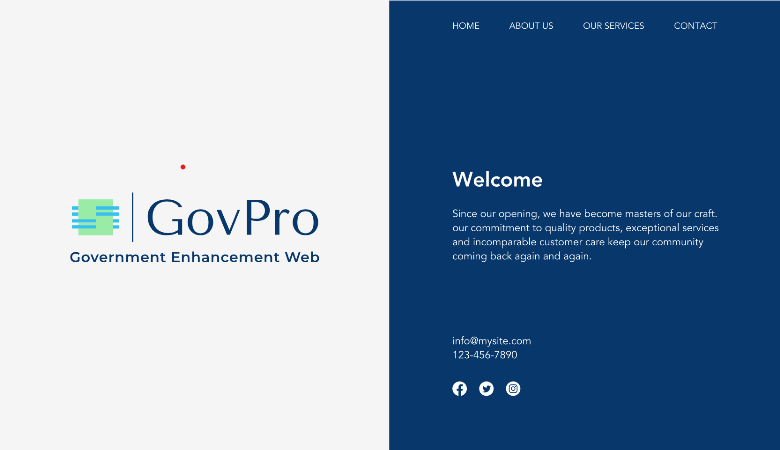 HOME ABOUT US OUR SERVICES CONTACT
GovPro
Government Enhancement Web
Welcome
Since our opening, we have become masters of our craft.
our commitment to quality products, exceptional services
and incomparable customer care keep our community
coming back again and again.
info@mysite.com
123-456-7890